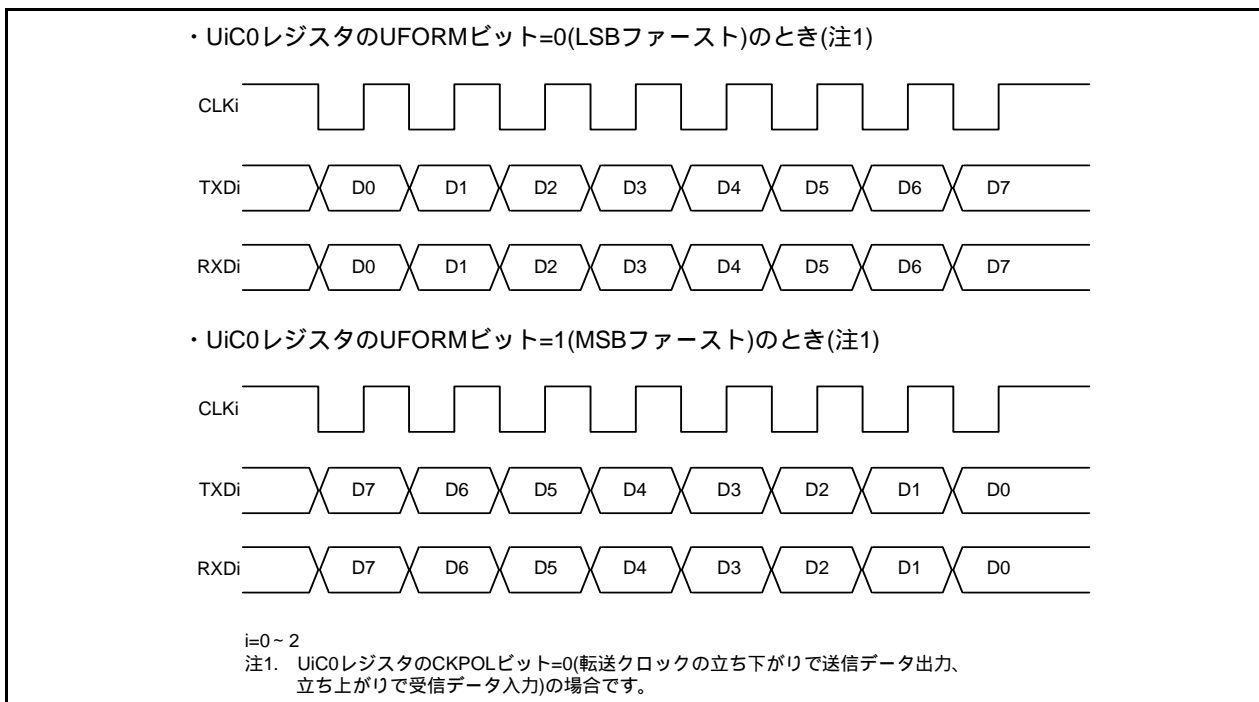 ・UiC0レジスタのUFORMビット=0(LSBファースト)のとき(注1)
CLKi
TXDi D0 D1 D2 D3 D4 D5 D6 D7
RXDi D0 D1 D2 D3 D4 D5 D6 D7
・UiC0レジスタのUFORMビット=1(MSBファースト)のとき(注1)
CLKi
TXDi D7 D6 D5 D4 D3 D2 D1 D0
RXDi D7 D6 D5 D4 D3 D2 D1 D0
i=0~2
注1. UiC0レジスタのCKPOLビット=0(転送クロックの立ち下がりで送信データ出力、
立ち上がりで受信データ入力)の場合です。